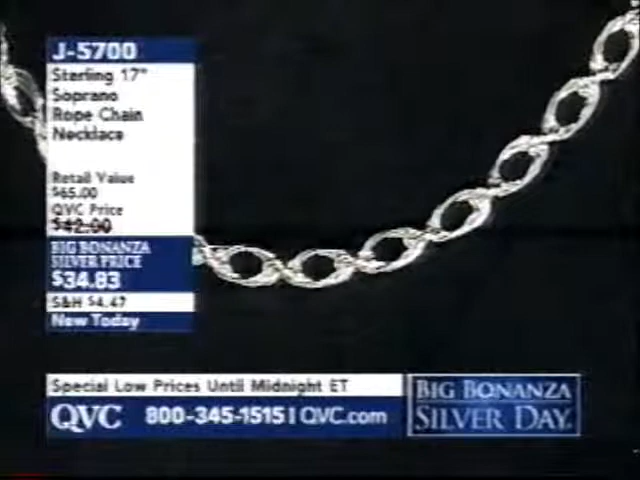 J-5700
Sterling 17"
Soprano
Rope Chain
Necklace
Retail Value
$65.00
QVC Price
$42.00
BIG BONANZA
SILVER PRICE
$34.83
S&H $4.47
New Today
Special Low Prices Until Midnight ET
QVC 800-345-1515 | QVC.com
BIG BONANZA
SILVER DAY.